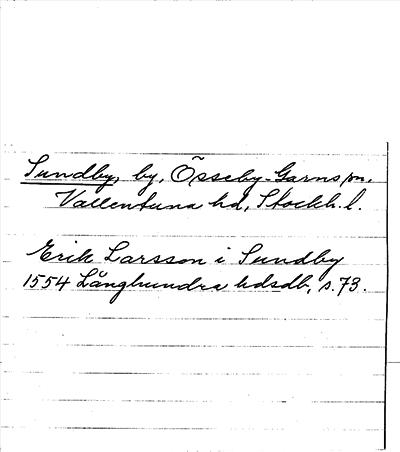 Sundby, by, Össeby-Garns sn,
Vallentuna hd, Stockh. l.
Erik Larsson i Sundby
1554 Långhundra hdsdb, s. 73.